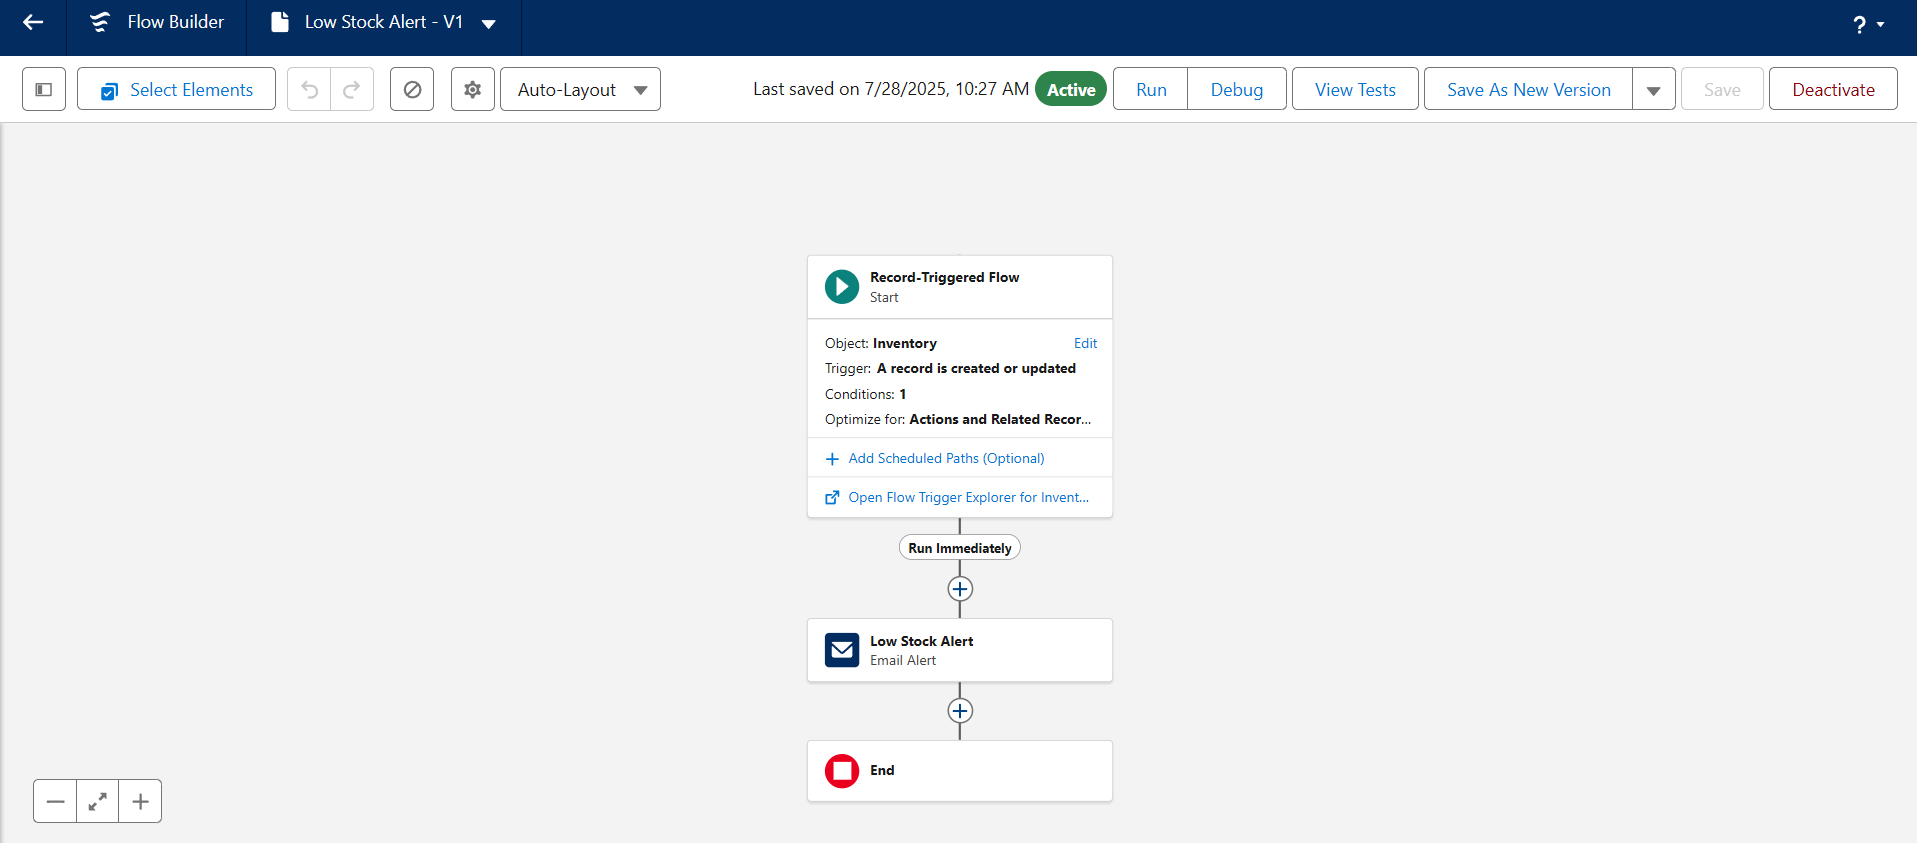 Flow Builder
Low Stock Alert - V1
?
Select Elements
Auto-Layout
Last saved on 7/28/2025, 10:27 AM
Active
Run
Debug
View Tests
Save As New Version
Save
Deactivate
Record-Triggered Flow
Start
Object: Inventory
Edit
Trigger: A record is created or updated
Conditions: 1
Optimize for: Actions and Related Recor...
Add Scheduled Paths (Optional)
Open Flow Trigger Explorer for Invent...
Run Immediately
Low Stock Alert
Email Alert
End